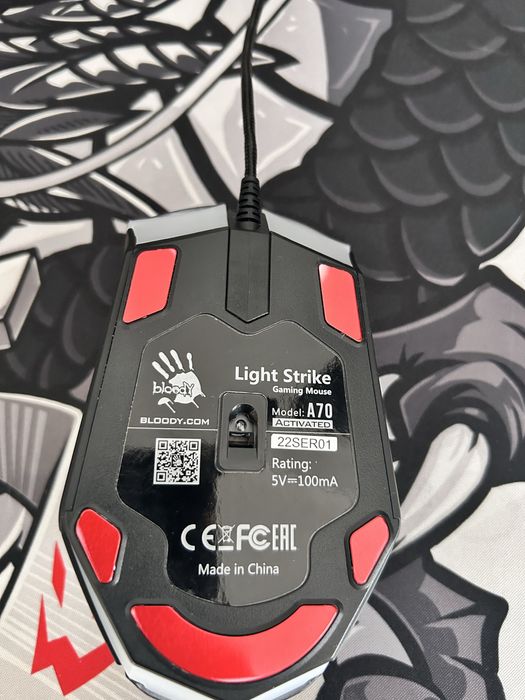 bloody
BLOODY.COM
Light Strike
Gaming Mouse
Model: A70
ACTIVATED
22SER01
Rating:
5V⎓100mA
CE FC EAC
Made in China